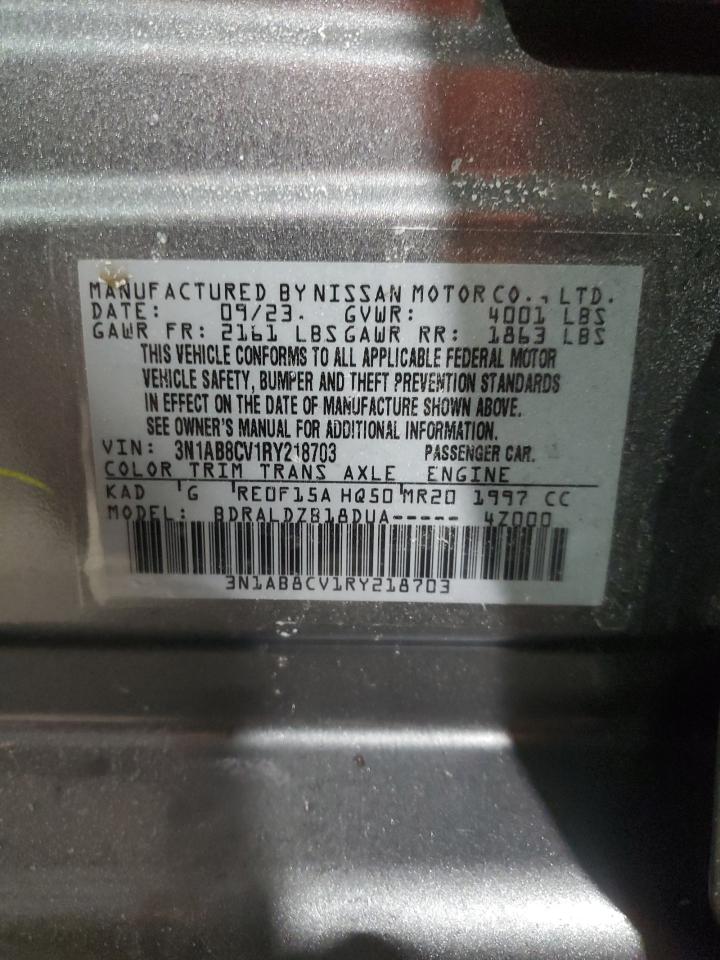 MANUFACTURED BY NISSAN MOTOR CO., LTD.
DATE: 09/23. GVWR: 4001 LBS
GAWR FR: 2161 LBS GAWR RR: 1863 LBS
THIS VEHICLE CONFORMS TO ALL APPLICABLE FEDERAL MOTOR
VEHICLE SAFETY, BUMPER AND THEFT PREVENTION STANDARDS
IN EFFECT ON THE DATE OF MANUFACTURE SHOWN ABOVE.
SEE OWNER'S MANUAL FOR ADDITIONAL INFORMATION.
VIN: 3N1AB8CV1RY218703 PASSENGER CAR.
COLOR TRIM TRANS AXLE ENGINE
KAD G RE0F15A HQ50 MR20 1997 CC
MODEL: BDRALDZB18DUA----- 4Z000
3N1AB8CV1RY218703